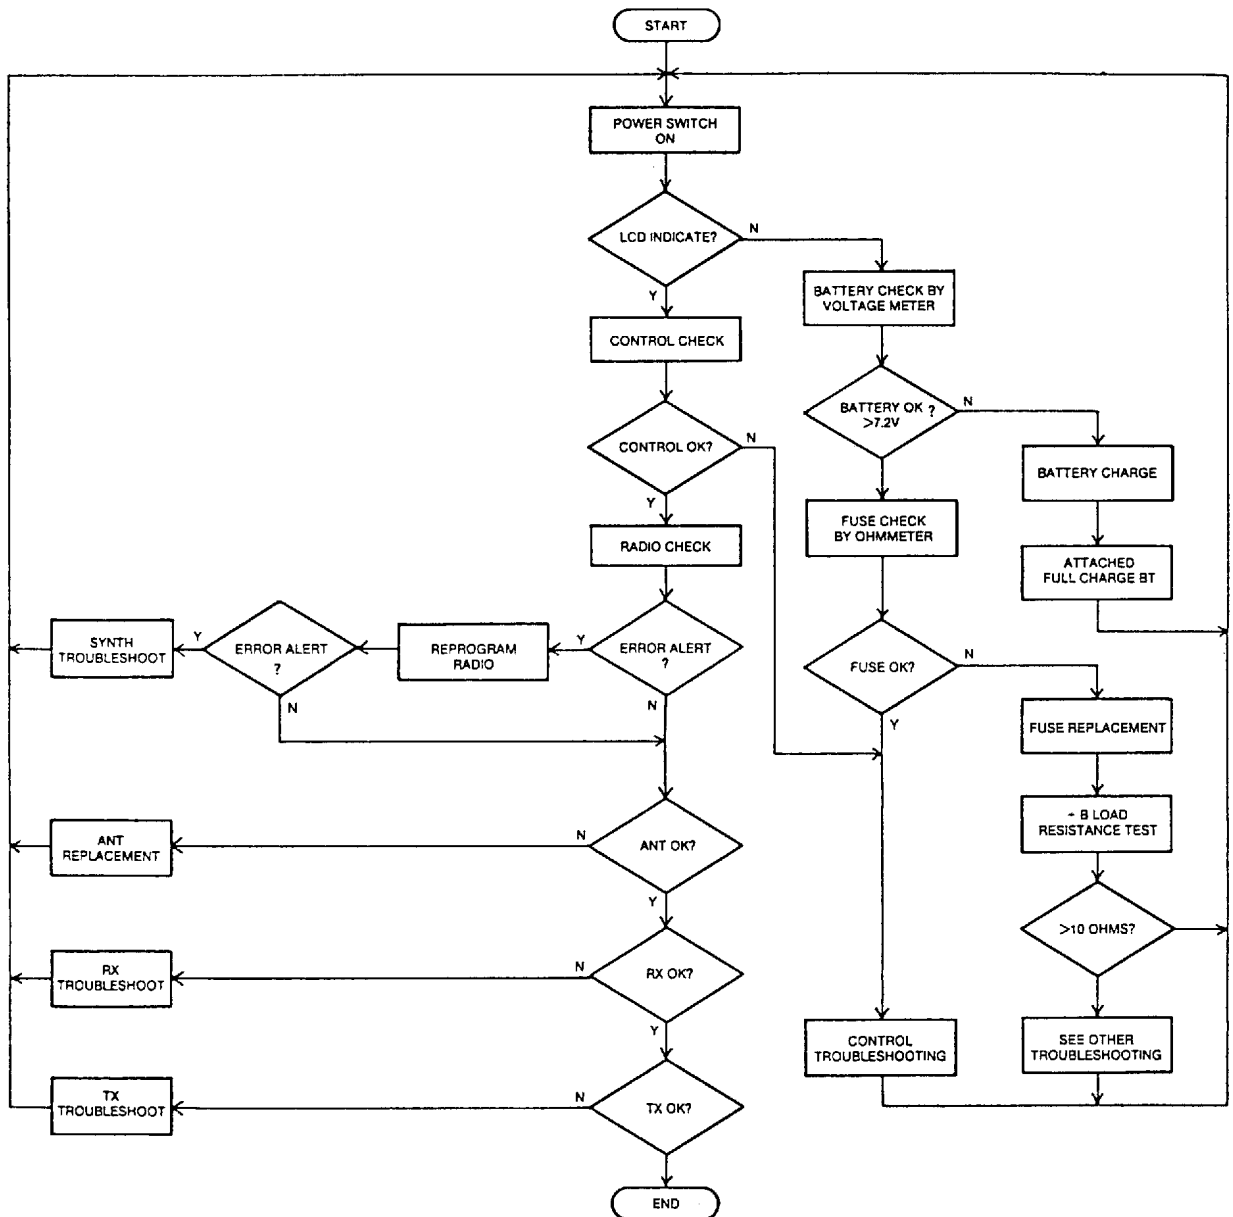 START
POWER SWITCH
ON
LCD INDICATE?
N
Y
BATTERY CHECK BY
VOLTAGE METER
CONTROL CHECK
BATTERY OK ?
>7.2V
N
CONTROL OK?
N
Y
BATTERY CHARGE
FUSE CHECK
BY OHMMETER
RADIO CHECK
ATTACHED
FULL CHARGE BT
SYNTH
TROUBLESHOOT
Y
ERROR ALERT
?
N
REPROGRAM
RADIO
Y
ERROR ALERT
?
N
FUSE OK?
N
Y
FUSE REPLACEMENT
+ B LOAD
RESISTANCE TEST
ANT
REPLACEMENT
N
ANT OK?
Y
>10 OHMS?
RX
TROUBLESHOOT
N
RX OK?
Y
CONTROL
TROUBLESHOOTING
SEE OTHER
TROUBLESHOOTING
TX
TROUBLESHOOT
N
TX OK?
END